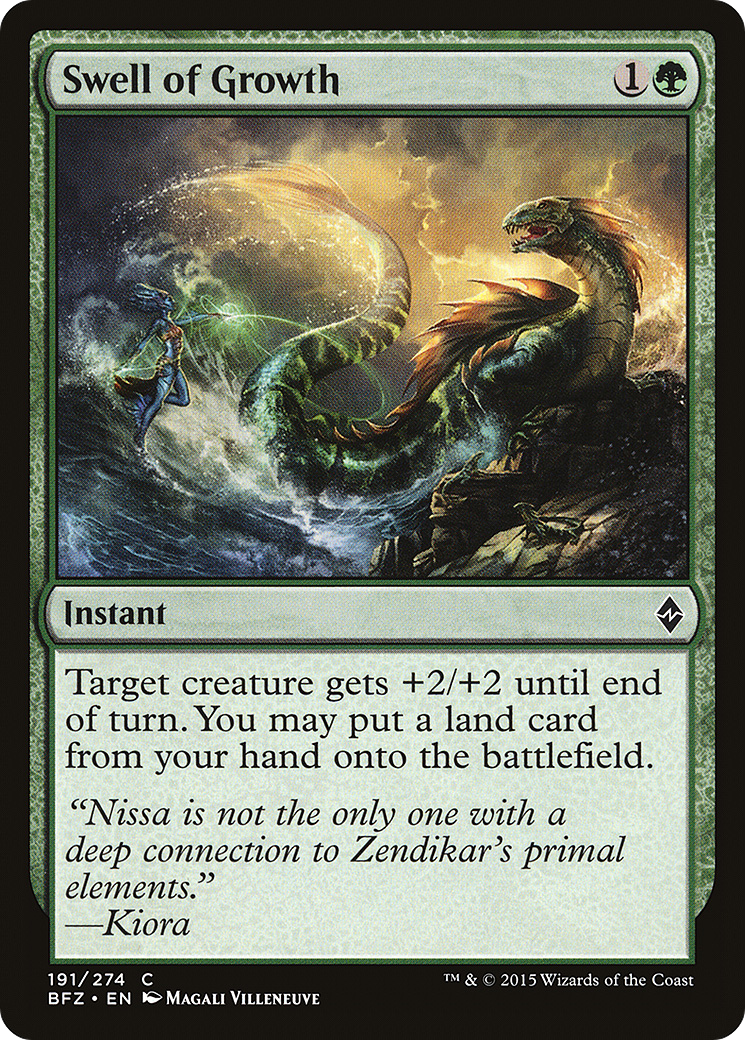 Swell of Growth 1
Instant
Target creature gets +2/+2 until end
of turn. You may put a land card
from your hand onto the battlefield.
“Nissa is not the only one with a
deep connection to Zendikar’s primal
elements.”
—Kiora
191/274 C
BFZ • EN Magali Villeneuve
™ & © 2015 Wizards of the Coast